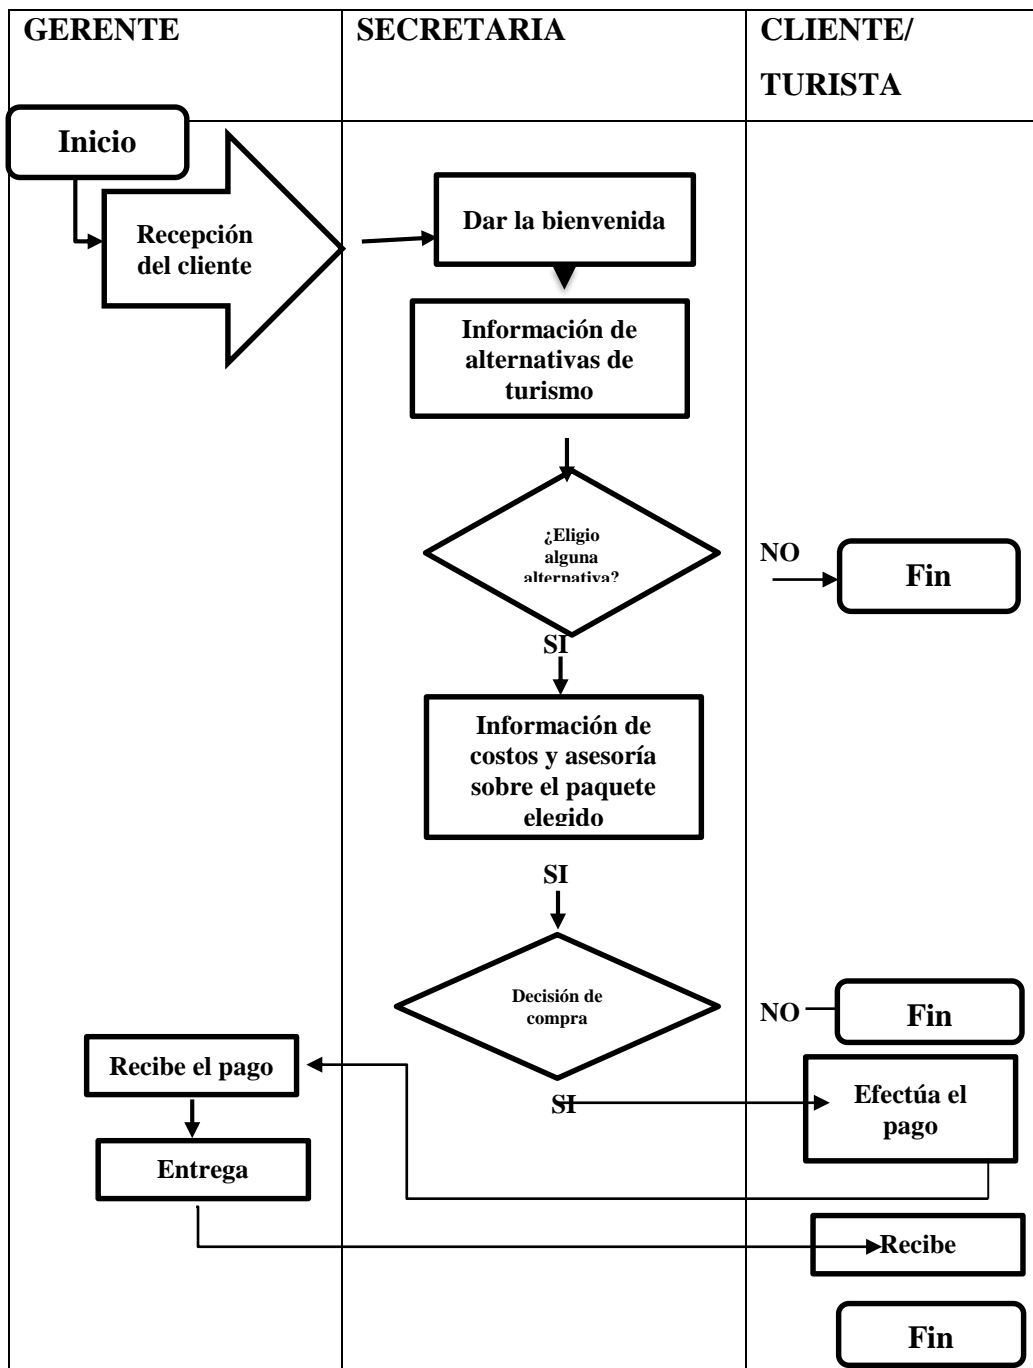 GERENTE
SECRETARIA
CLIENTE/
TURISTA
Inicio
Recepción
del cliente
Dar la bienvenida
Información de
alternativas de
turismo
¿Eligio
alguna
alternativa?
NO
Fin
SI
Información de
costos y asesoría
sobre el paquete
elegido
SI
Decisión de
compra
NO
Fin
Recibe el pago
SI
Efectúa el
pago
Entrega
Recibe
Fin